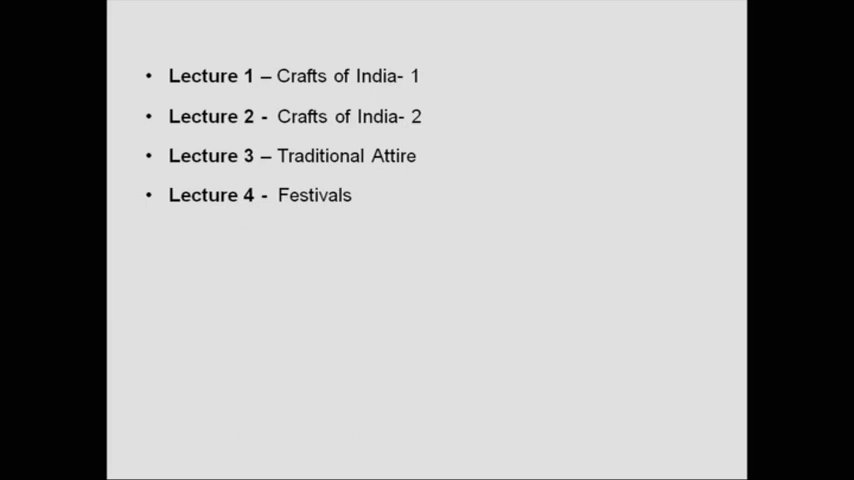 • Lecture 1 – Crafts of India- 1
• Lecture 2 - Crafts of India- 2
• Lecture 3 – Traditional Attire
• Lecture 4 - Festivals